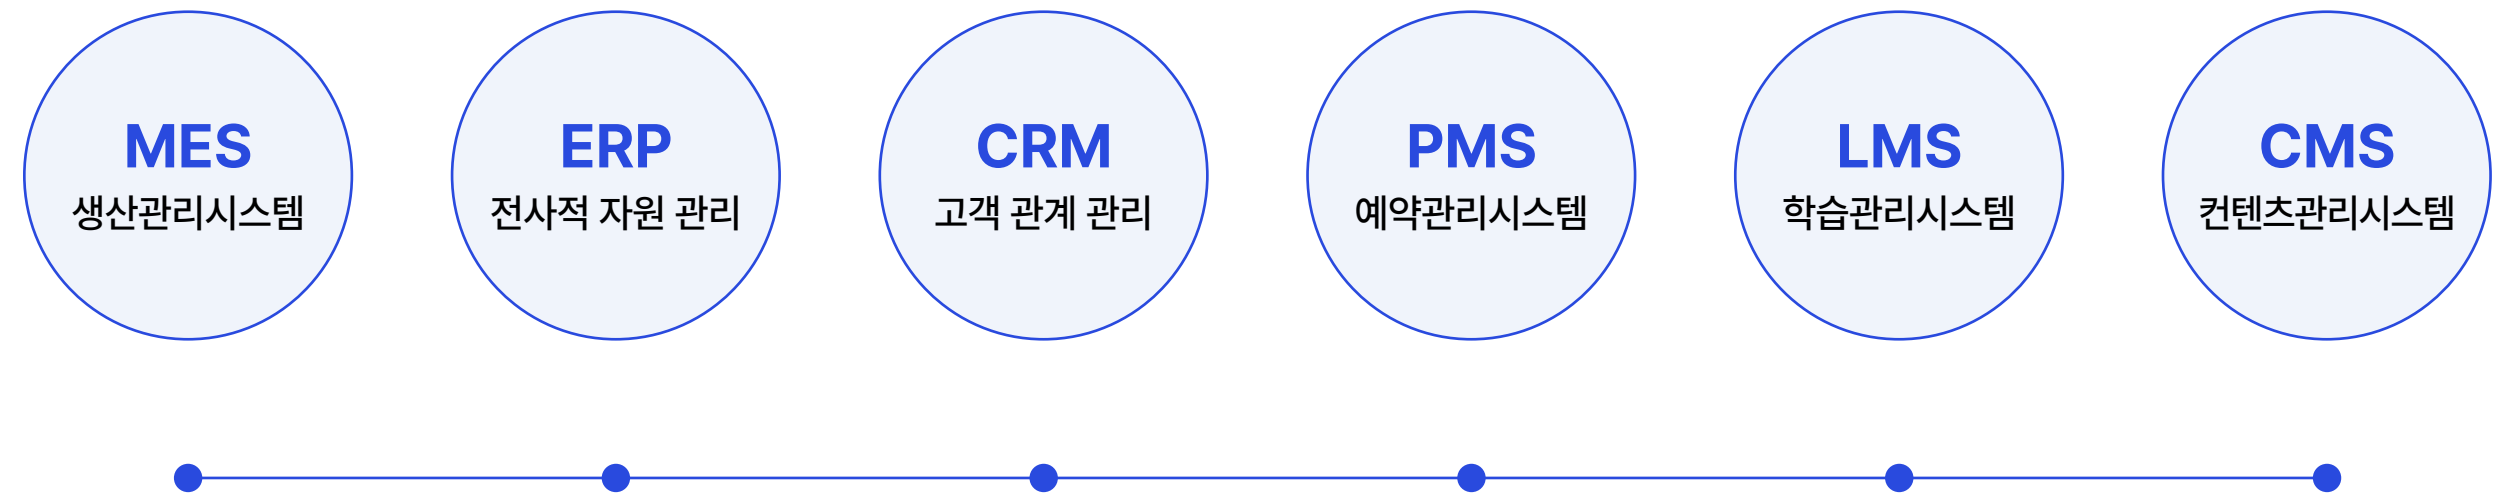 MES
생산관리시스템
ERP
전사적원관리
CRM
고객관계관리
PMS
예약관리시스템
LMS
학습관리시스템
CMS
컨텐츠관리시스템